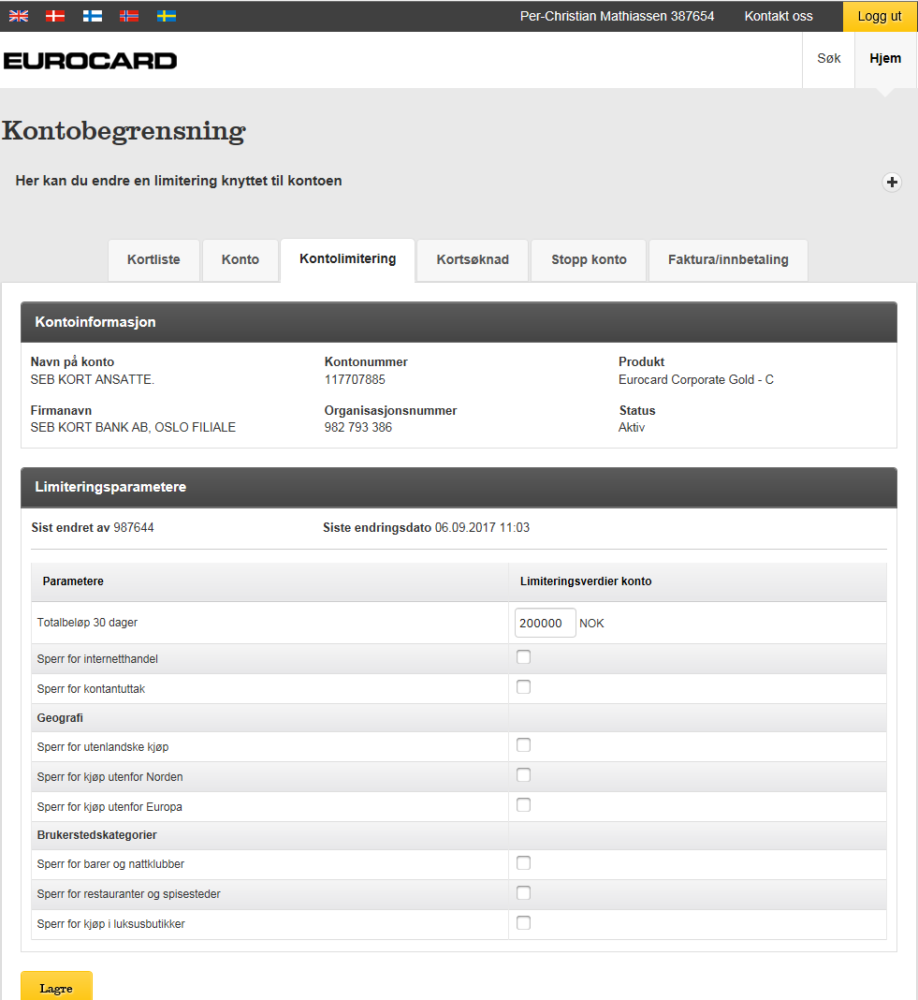 Per-Christian Mathiassen 387654 Kontakt oss Logg ut
EUROCARD Søk Hjem
Kontobegrensning
Her kan du endre en limitering knyttet til kontoen
Kortliste Konto Kontolimitering Kortsøknad Stopp konto Faktura/innbetaling
Kontoinformasjon
Navn på konto Kontonummer Produkt
SEB KORT ANSATTE. 117707885 Eurocard Corporate Gold - C
Firmanavn Organisasjonsnummer Status
SEB KORT BANK AB, OSLO FILIALE 982 793 386 Aktiv
Limiteringsparametere
Sist endret av 987644 Siste endringsdato 06.09.2017 11:03
Parametere Limiteringsverdier konto
Totalbeløp 30 dager 200000 NOK
Sperr for internetthandel
Sperr for kontantuttak
Geografi
Sperr for utenlandske kjøp
Sperr for kjøp utenfor Norden
Sperr for kjøp utenfor Europa
Brukerstedskategorier
Sperr for barer og nattklubber
Sperr for restauranter og spisesteder
Sperr for kjøp i luksusbutikker
Lagre